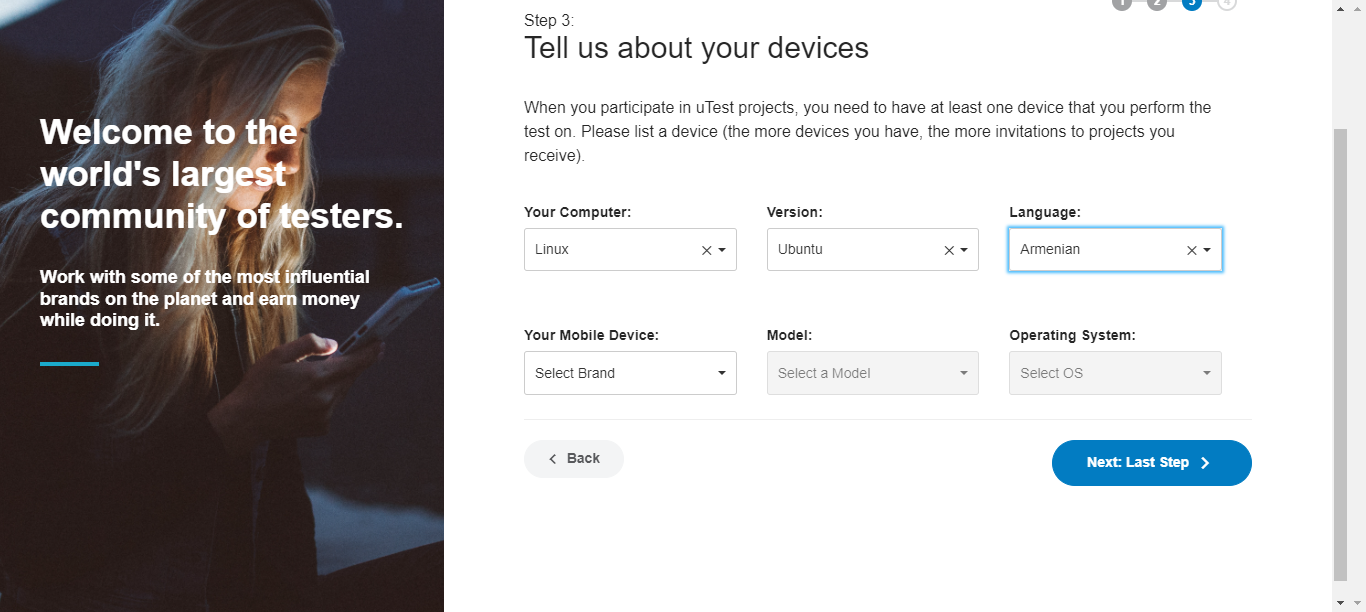 1 2 3 4
Step 3:
Tell us about your devices
Welcome to the
world's largest
community of testers.
Work with some of the most influential
brands on the planet and earn money
while doing it.
When you participate in uTest projects, you need to have at least one device that you perform the
test on. Please list a device (the more devices you have, the more invitations to projects you
receive).
Your Computer: Version: Language:
Linux Ubuntu Armenian
Your Mobile Device: Model: Operating System:
Select Brand Select a Model Select OS
Back Next: Last Step